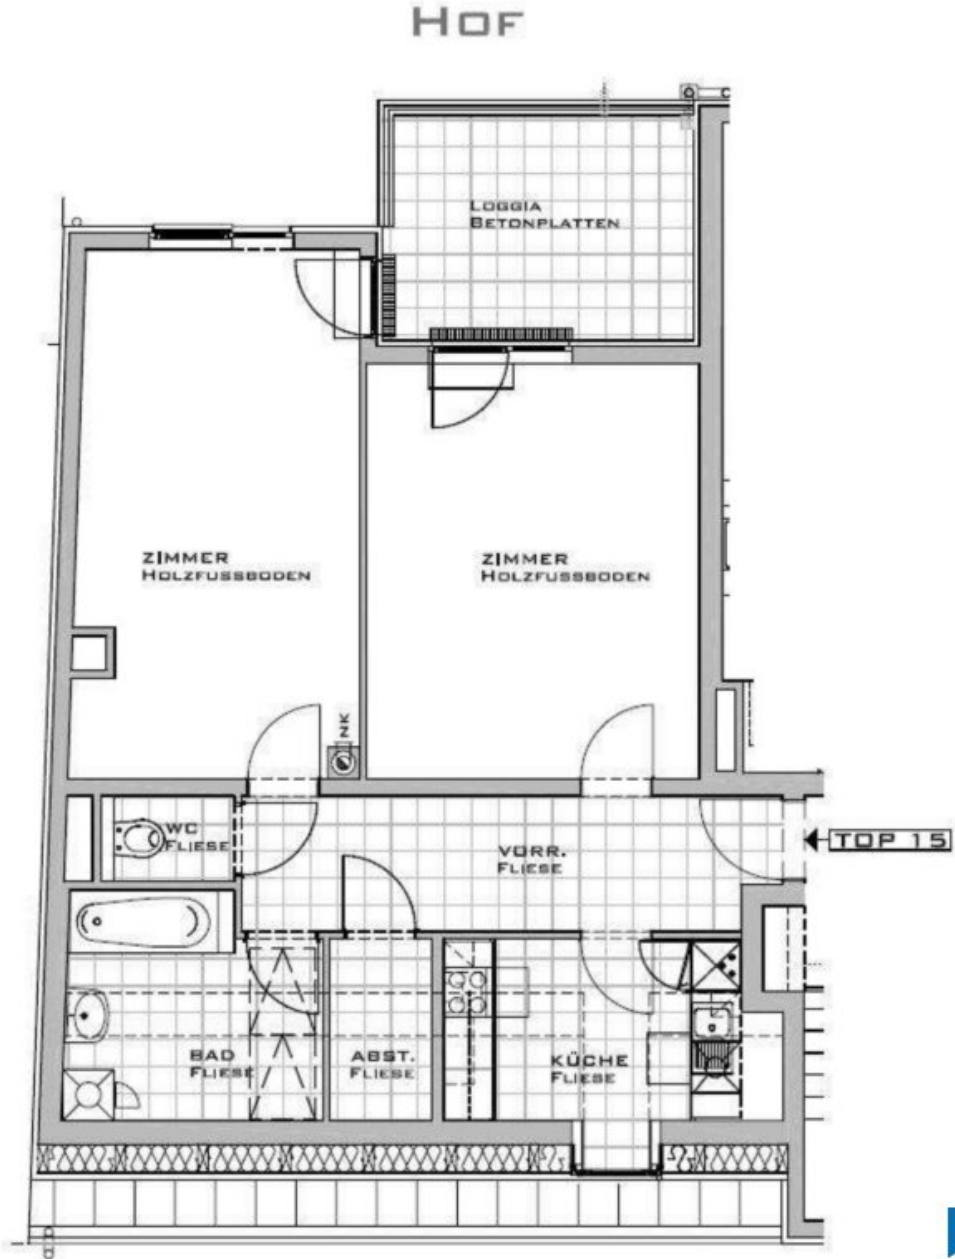 HOF
LOGGIA
BETONPLATTEN
ZIMMER
HOLZFUSSBODEN
ZIMMER
HOLZFUSSBODEN
NK
WC
FLIESE
VORR.
FLIESE
TOP 15
BAD
FLIESE
ABST.
FLIESE
KÜCHE
FLIESE